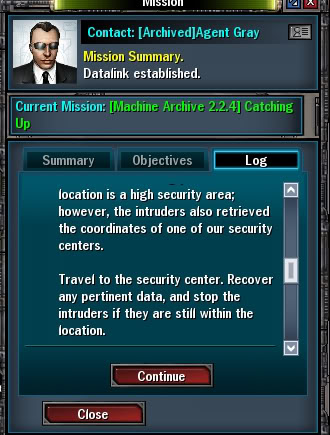 Mission
Contact: [Archived]Agent Gray
Mission Summary.
Datalink established.
Current Mission: [Machine Archive 2.2.4] Catching
Up
Summary
Objectives
Log
location is a high security area;
however, the intruders also retrieved
the coordinates of one of our security
centers.
Travel to the security center. Recover
any pertinent data, and stop the
intruders if they are still within the
location.
Continue
Close